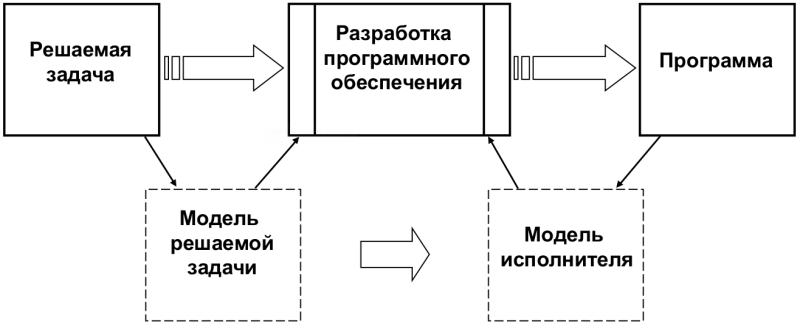 Решаемая
задача
Разработка
программного
обеспечения
Программа
Модель
решаемой
задачи
Модель
исполнителя